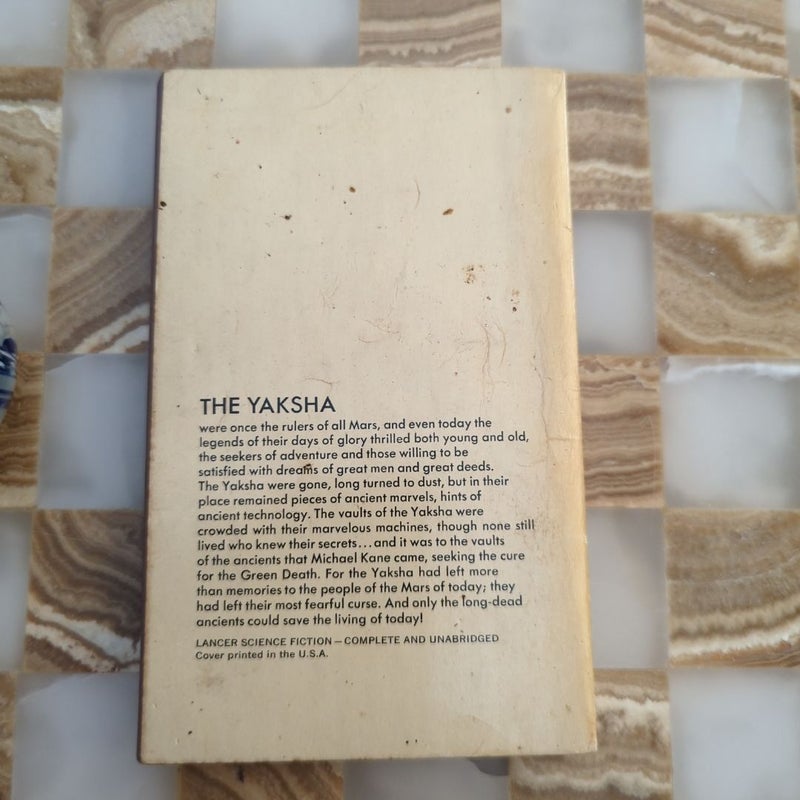 THE YAKSHA
were once the rulers of all Mars, and even today the
legends of their days of glory thrilled both young and old,
the seekers of adventure and those willing to be
satisfied with dreams of great men and great deeds.
The Yaksha were gone, long turned to dust, but in their
place remained pieces of ancient marvels, hints of
ancient technology. The vaults of the Yaksha were
crowded with their marvelous machines, though none still
lived who knew their secrets...and it was to the vaults
of the ancients that Michael Kane came, seeking the cure
for the Green Death. For the Yaksha had left more
than memories to the people of the Mars of today; they
had left their most fearful curse. And only the long-dead
ancients could save the living of today!
LANCER SCIENCE FICTION—COMPLETE AND UNABRIDGED
Cover printed in the U.S.A.